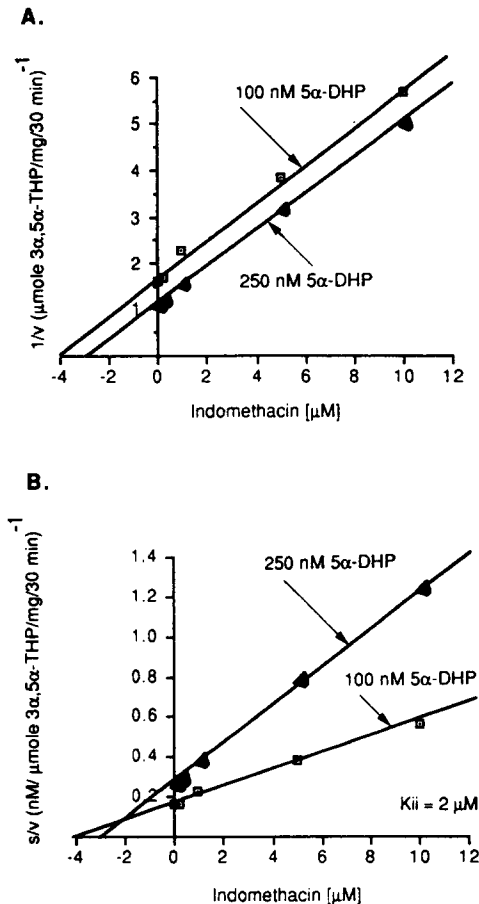 A.
1/v (µmole 3α,5α-THP/mg/30 min)-1
6
5
4
3
2
1
100 nM 5α-DHP
250 nM 5α-DHP
-4 -2 0 2 4 6 8 10 12
Indomethacin [µM]
B.
s/v (nM/ µmole 3α,5α-THP/mg/30 min)-1
1.4
1.2
1.0
0.8
0.6
0.4
0.2
250 nM 5α-DHP
100 nM 5α-DHP
Kii = 2 µM
-4 -2 0 2 4 6 8 10
Indomethacin [µM]